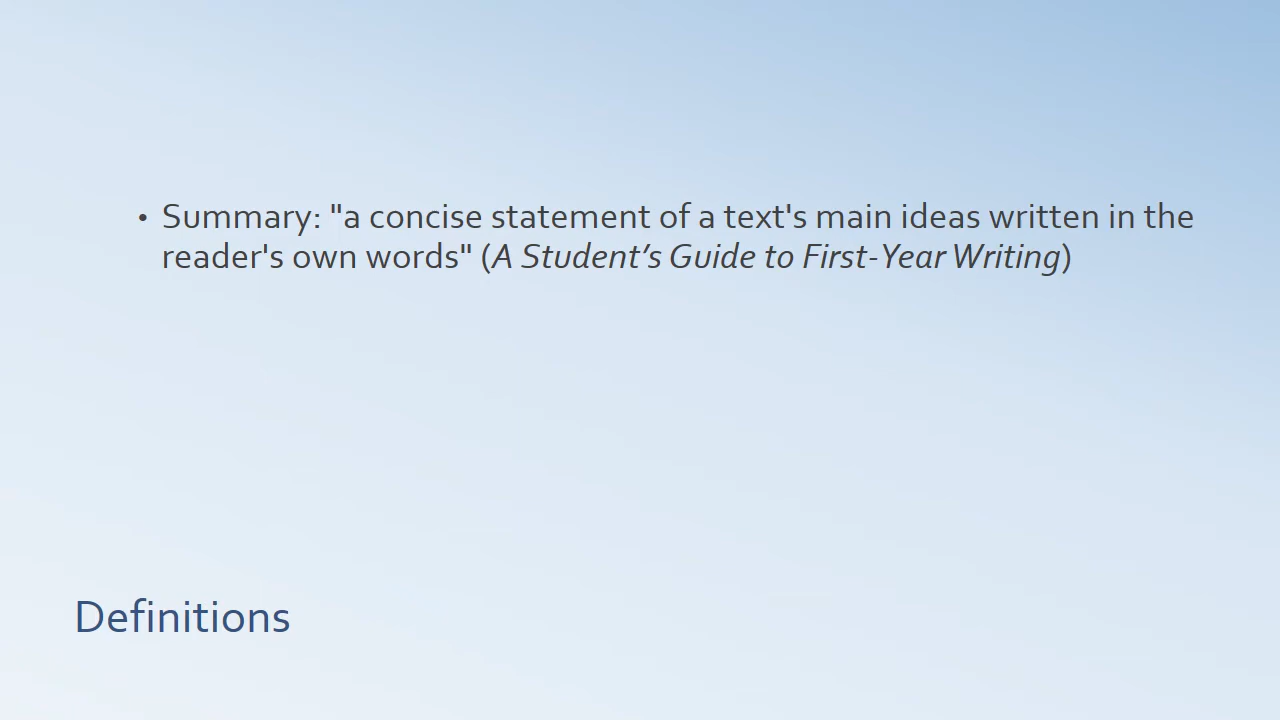 • Summary: "a concise statement of a text's main ideas written in the
reader's own words" (A Student’s Guide to First-Year Writing)
Definitions